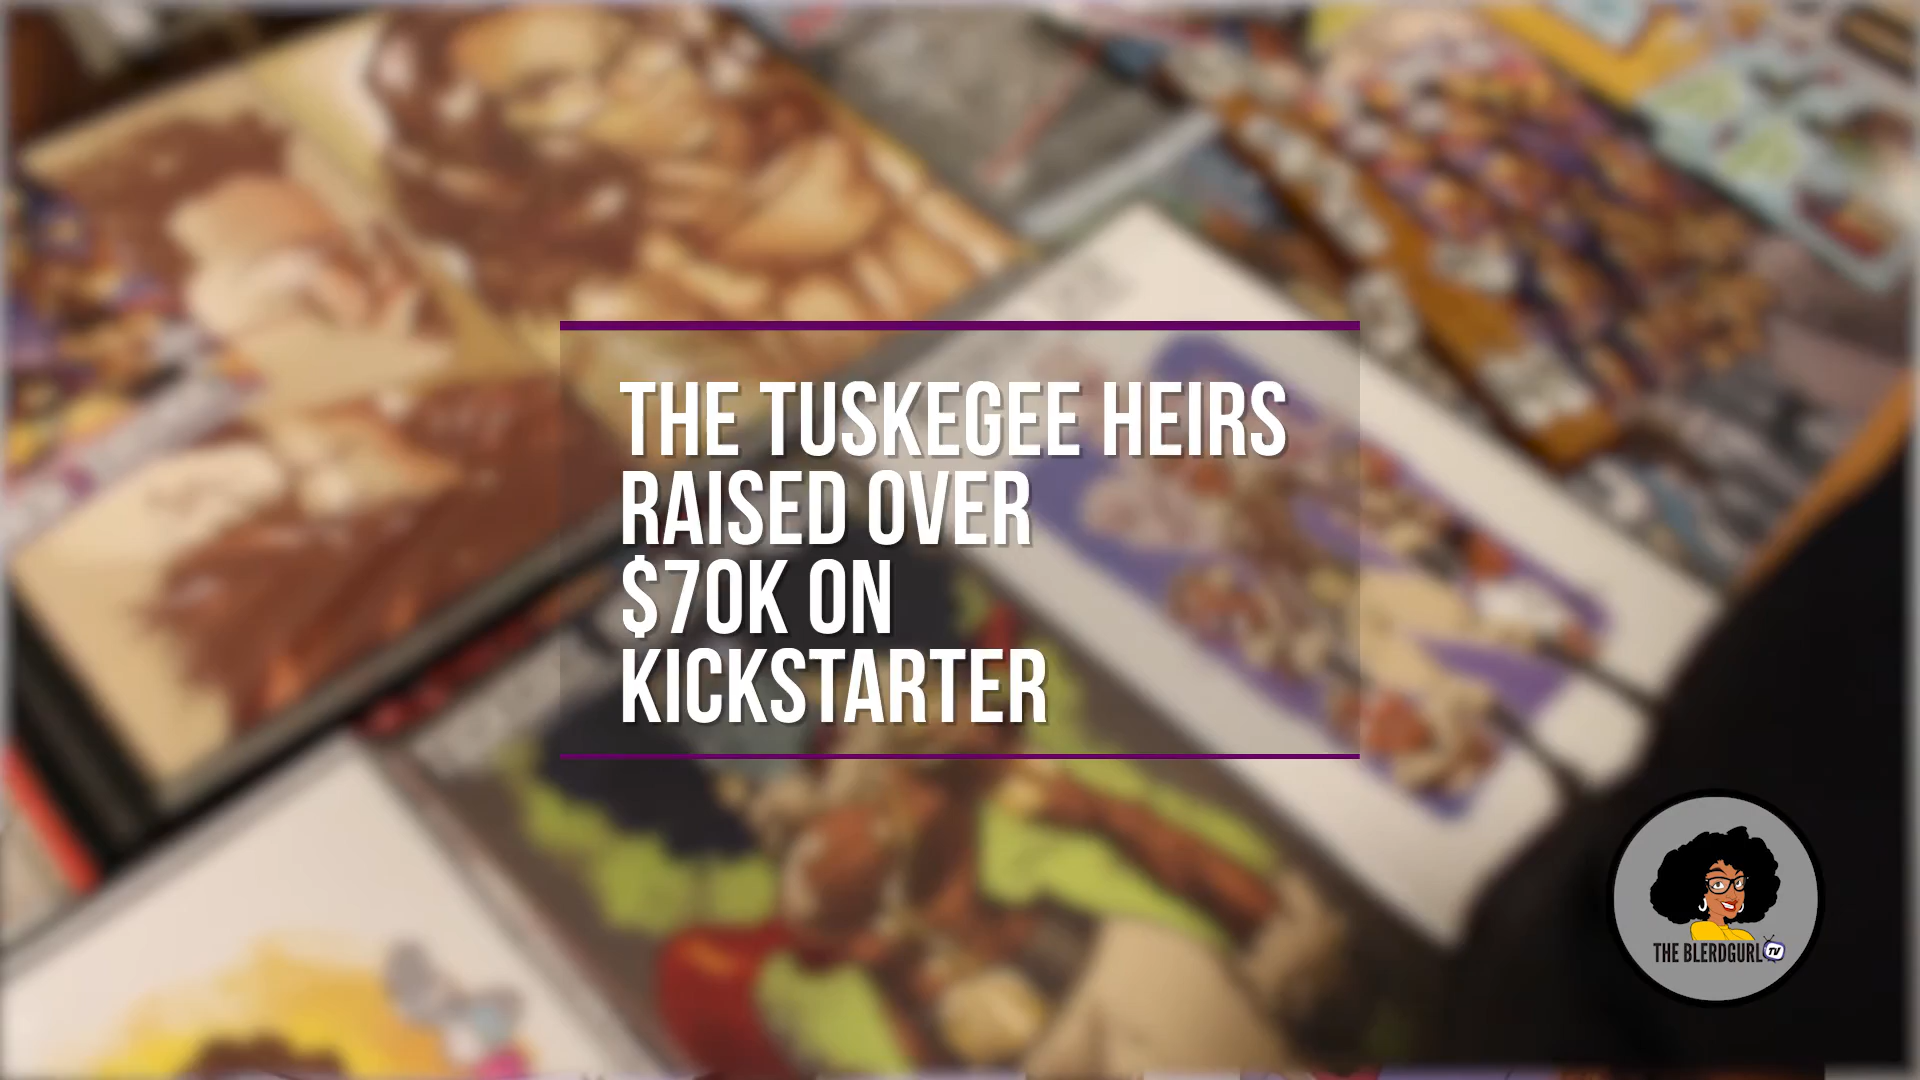 THE TUSKEGEE HEIRS
RAISED OVER
$70K ON
KICKSTARTER
THE BLERDGURL TV